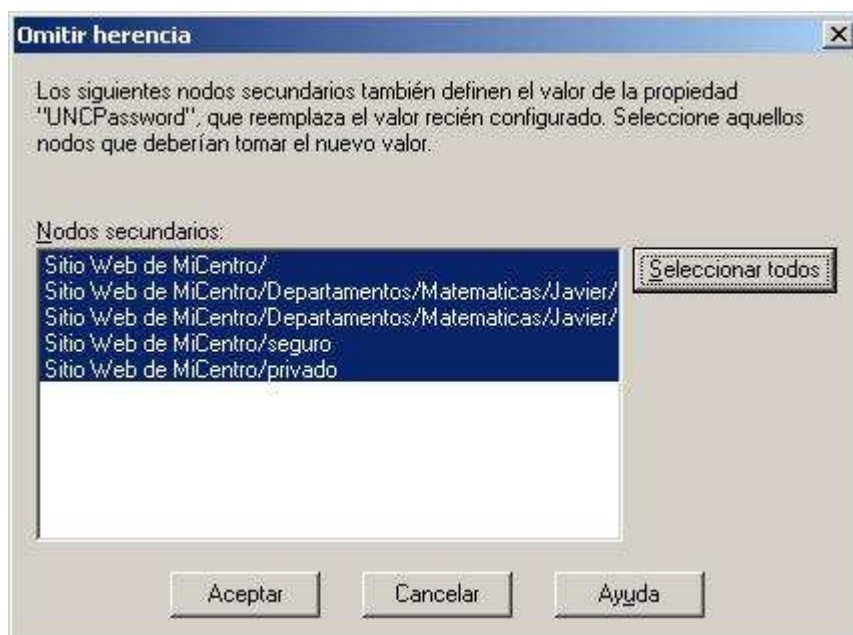 Omitir herencia
Los siguientes nodos secundarios también definen el valor de la propiedad
"UNCPassword", que reemplaza el valor recién configurado. Seleccione aquellos
nodos que deberían tomar el nuevo valor.
Nodos secundarios:
Sitio Web de MiCentro/
Sitio Web de MiCentro/Departamentos/Matematicas/Javier/
Sitio Web de MiCentro/Departamentos/Matematicas/Javier/
Sitio Web de MiCentro/seguro
Sitio Web de MiCentro/privado
Seleccionar todos
Aceptar
Cancelar
Ayuda